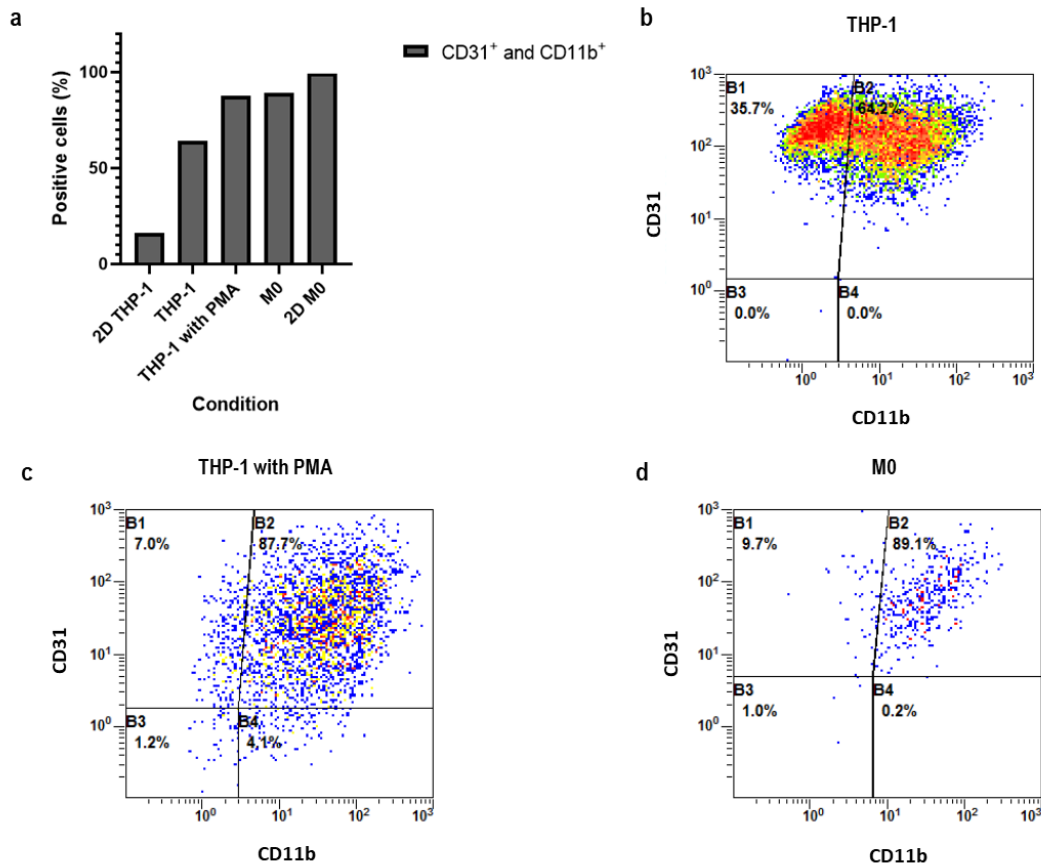 a
CD31⁺ and CD11b⁺
Positive cells (%)
100
50
0
2D THP-1
THP-1
THP-1 with PMA
M0
2D M0
Condition
b
THP-1
CD31
10³
10²
10¹
10⁰
B1
35.7%
B2
64.2%
B3
0.0%
B4
0.0%
10⁰ 10¹ 10² 10³
CD11b
c
THP-1 with PMA
CD31
10³
10²
10¹
10⁰
B1
7.0%
B2
87.7%
B3
1.2%
B4
4.1%
10⁰ 10¹ 10² 10³
CD11b
d
M0
CD31
10³
10²
10¹
10⁰
B1
9.7%
B2
89.1%
B3
1.0%
B4
0.2%
10⁰ 10¹ 10² 10³
CD11b